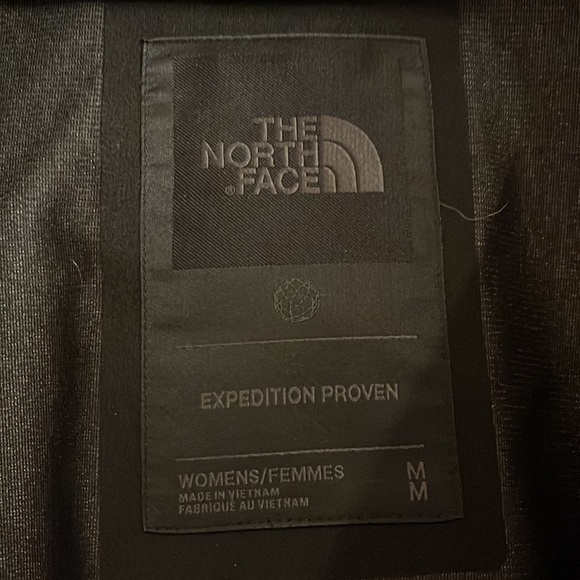 THE
NORTH
®FACE
EXPEDITION PROVEN
WOMENS/FEMMES M
MADE IN VIETNAM M
FABRIQUÉ AU VIETNAM